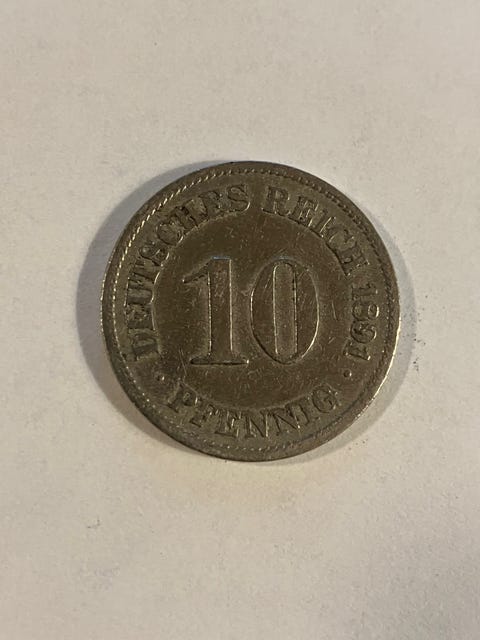 DEUTSCHES REICH 1891
10
· PFENNIG ·